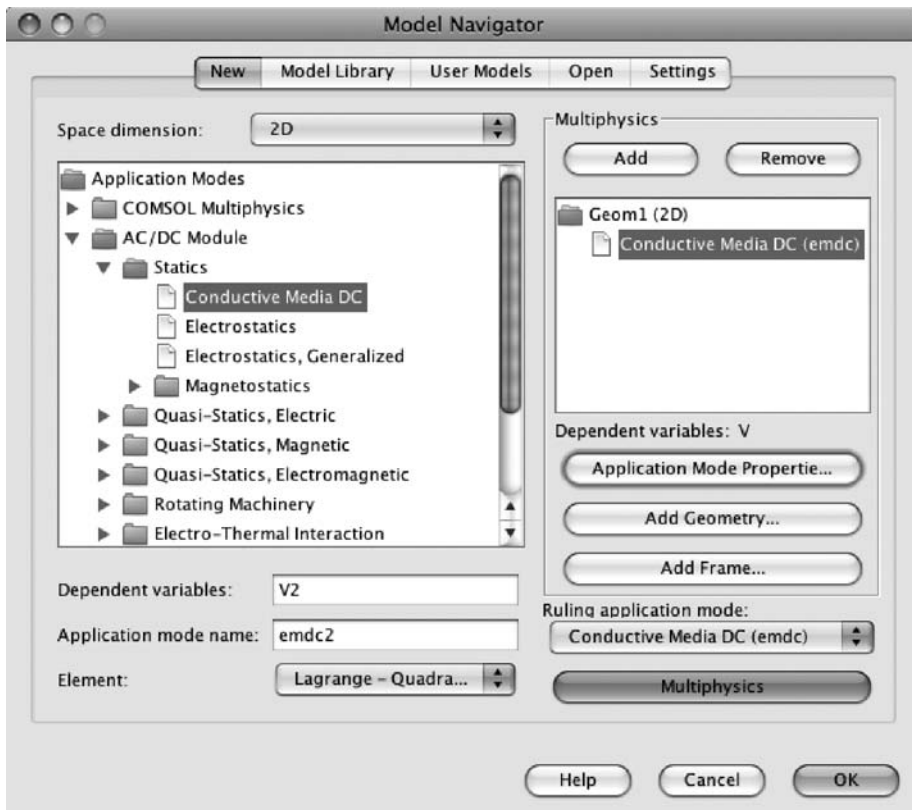 Model Navigator
New Model Library User Models Open Settings
Space dimension: 2D
Application Modes
COMSOL Multiphysics
AC/DC Module
Statics
Conductive Media DC
Electrostatics
Electrostatics, Generalized
Magnetostatics
Quasi-Statics, Electric
Quasi-Statics, Magnetic
Quasi-Statics, Electromagnetic
Rotating Machinery
Electro-Thermal Interaction
Dependent variables: V2
Application mode name: emdc2
Element: Lagrange - Quadra...
Multiphysics
Add Remove
Geom1 (2D)
Conductive Media DC (emdc)
Dependent variables: V
Application Mode Propertie...
Add Geometry...
Add Frame...
Ruling application mode:
Conductive Media DC (emdc)
Multiphysics
Help Cancel OK